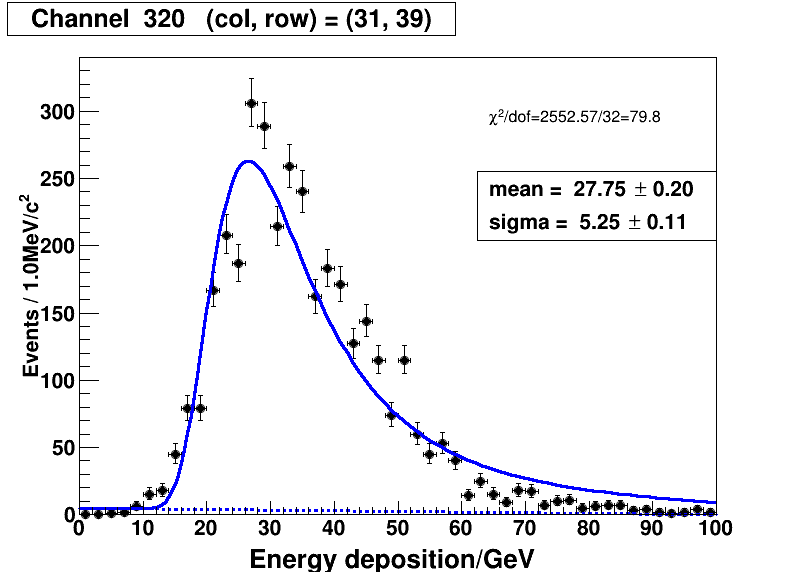 Channel 320 (col, row) = (31, 39)
χ²/dof=2552.57/32=79.8
mean = 27.75 ± 0.20
sigma = 5.25 ± 0.11
Events / 1.0MeV/c²
300
250
200
150
100
50
0
0 10 20 30 40 50 60 70 80 90 100
Energy deposition/GeV